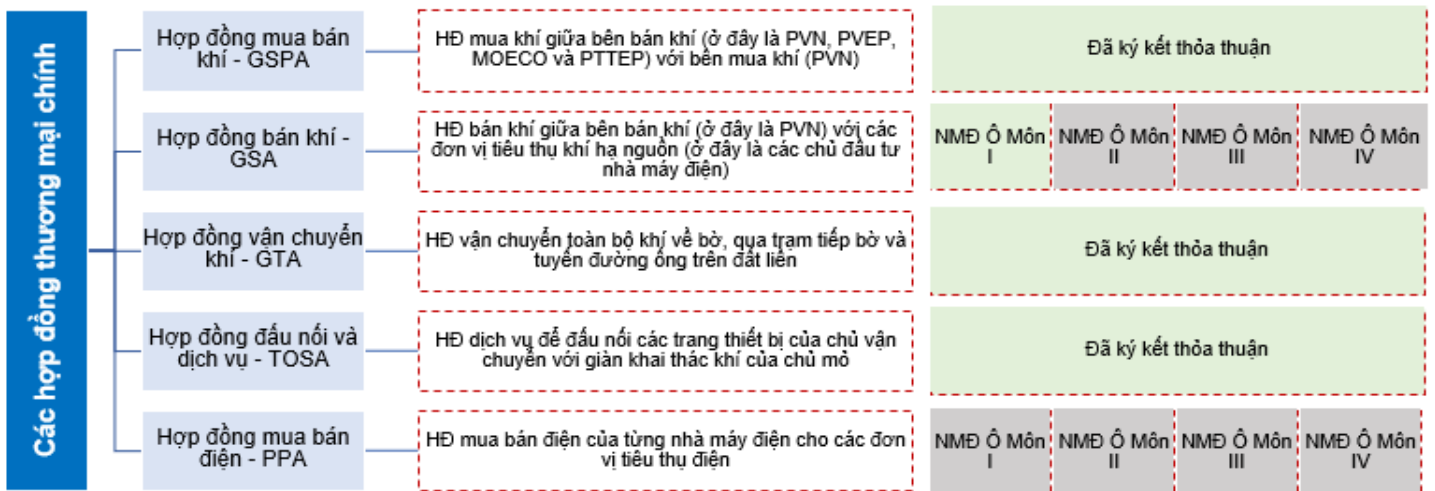 Các hợp đồng thương mại chính
Hợp đồng mua bán
khí - GSPA
HĐ mua khí giữa bên bán khí (ở đây là PVN, PVEP,
MOECO và PTTEP) với bên mua khí (PVN)
Đã ký kết thỏa thuận
Hợp đồng bán khí -
GSA
HĐ bán khí giữa bên bán khí (ở đây là PVN) với các
đơn vị tiêu thụ khí hạ nguồn (ở đây là các chủ đầu tư
nhà máy điện)
NMĐ Ô Môn
I
NMĐ Ô Môn
II
NMĐ Ô Môn
III
NMĐ Ô Môn
IV
Hợp đồng vận chuyển
khí - GTA
HĐ vận chuyển toàn bộ khí về bờ, qua trạm tiếp bờ và
tuyến đường ống trên đất liền
Đã ký kết thỏa thuận
Hợp đồng đấu nối và
dịch vụ - TOSA
HĐ dịch vụ để đấu nối các trang thiết bị của chủ vận
chuyển với giàn khai thác khí của chủ mỏ
Đã ký kết thỏa thuận
Hợp đồng mua bán
điện - PPA
HĐ mua bán điện của từng nhà máy điện cho các đơn
vị tiêu thụ điện
NMĐ Ô Môn
I
NMĐ Ô Môn
II
NMĐ Ô Môn
III
NMĐ Ô Môn
IV